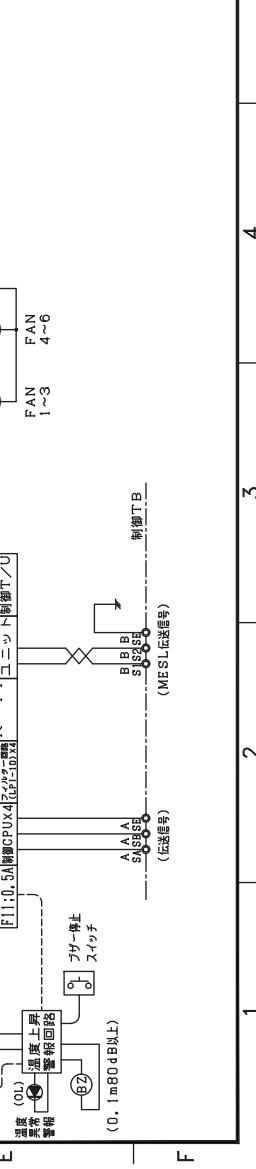 E
F11:0.5A
制御CPUX4
フィルター回路
(LP1-10)X4
ユニット
制御T/U
FAN
1~3
FAN
4~6
(OL)
温度
異常
警報
温度上昇
警報回路
BZ
ブザー停止
スイッチ
(0.1m80dB以上)
A A A
SA SB SE
(伝送信号)
B B B
S1 S2 SE
(MESL伝送信号)
制御TB
F
1
2
3
4